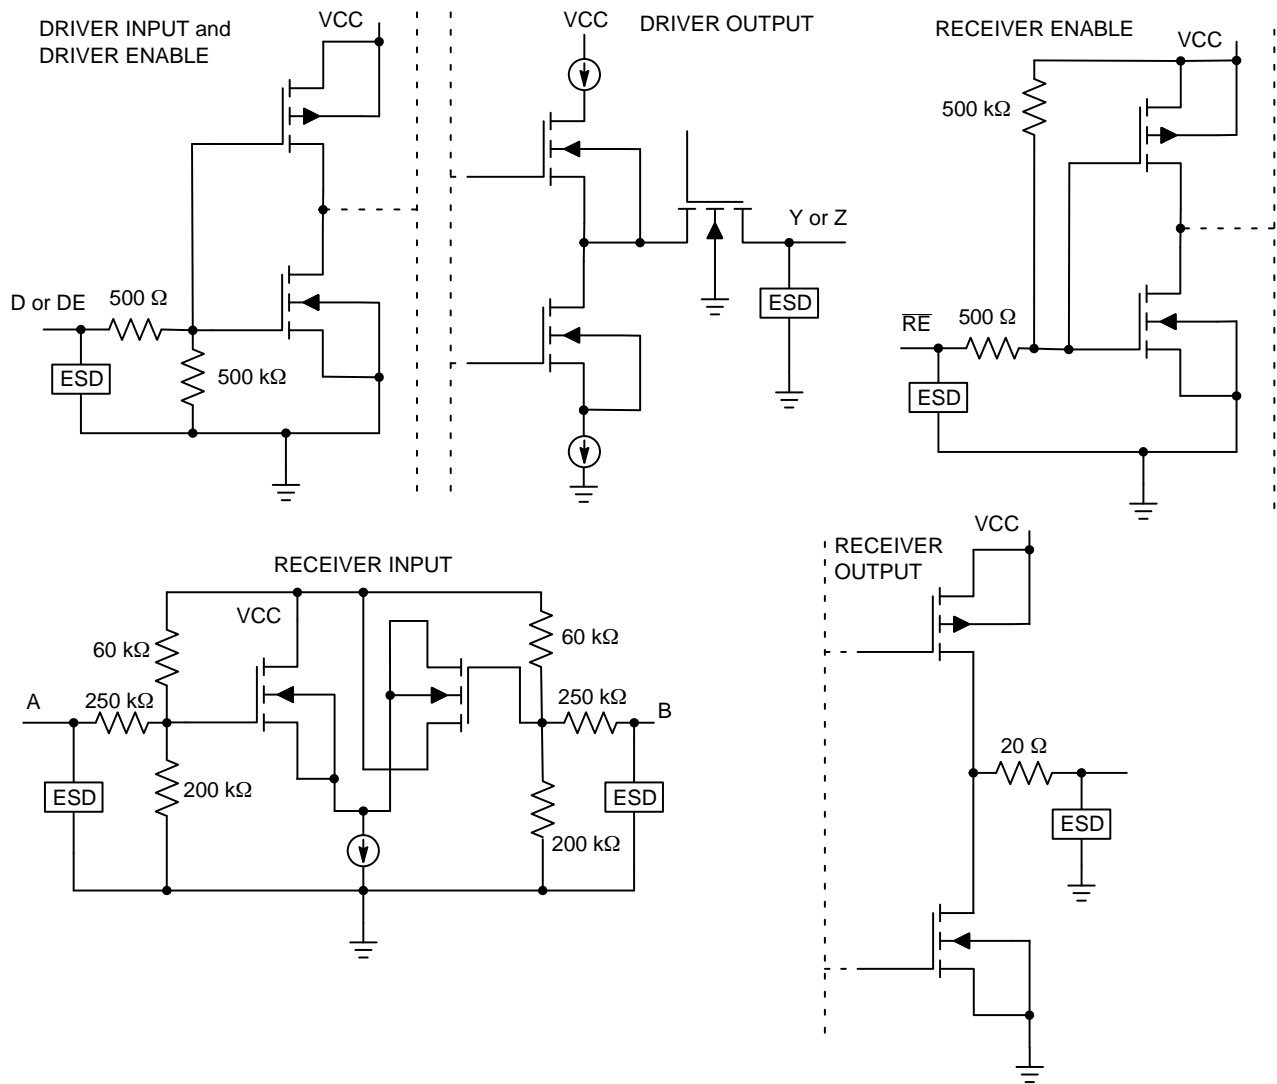 DRIVER INPUT and
DRIVER ENABLE
VCC
D or DE
500 Ω
ESD
500 kΩ
VCC
DRIVER OUTPUT
Y or Z
ESD
RECEIVER ENABLE
VCC
500 kΩ
RE
500 Ω
ESD
RECEIVER INPUT
VCC
60 kΩ
60 kΩ
A
250 kΩ
250 kΩ
B
ESD
200 kΩ
ESD
200 kΩ
RECEIVER
OUTPUT
VCC
20 Ω
ESD